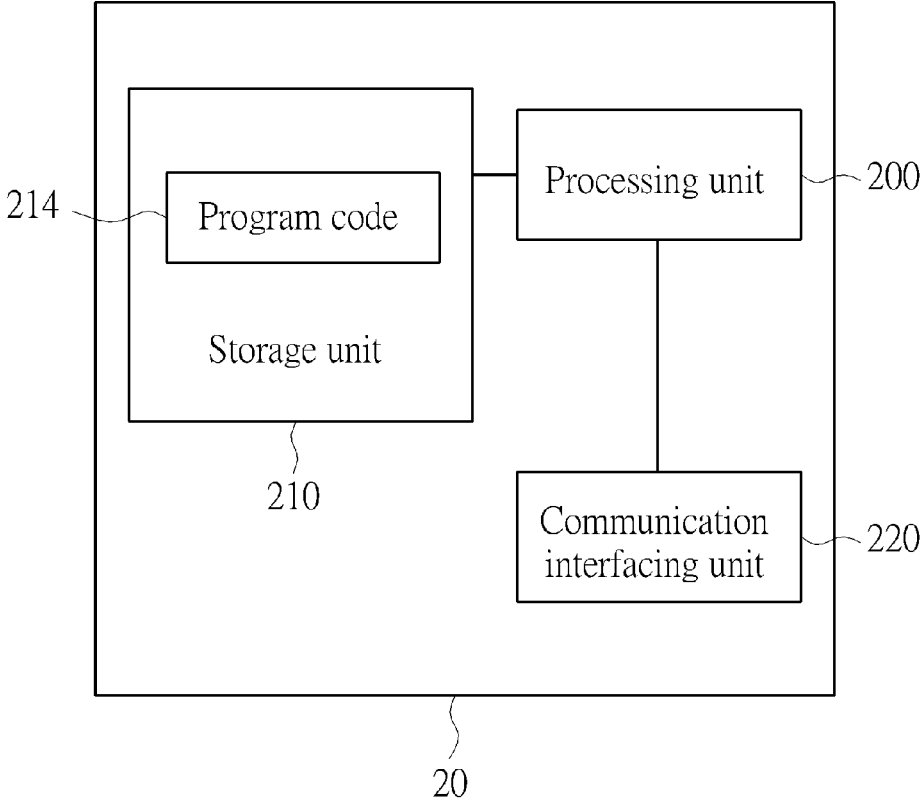 Processing unit
200
214
Program code
Storage unit
210
Communication
interfacing unit
220
20